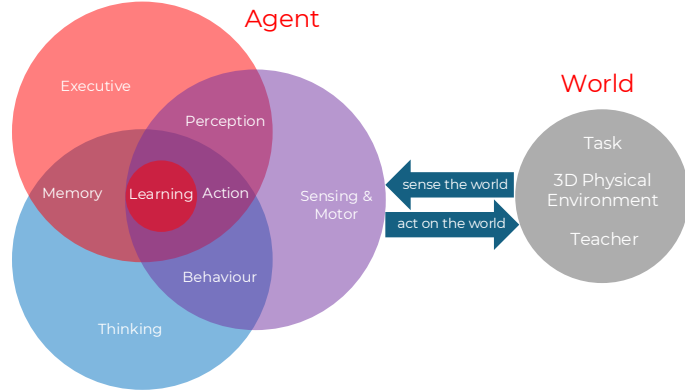 Agent
Executive
Perception
Memory
Learning
Action
Sensing &
Motor
Behaviour
Thinking
sense the world
act on the world
World
Task
3D Physical
Environment
Teacher